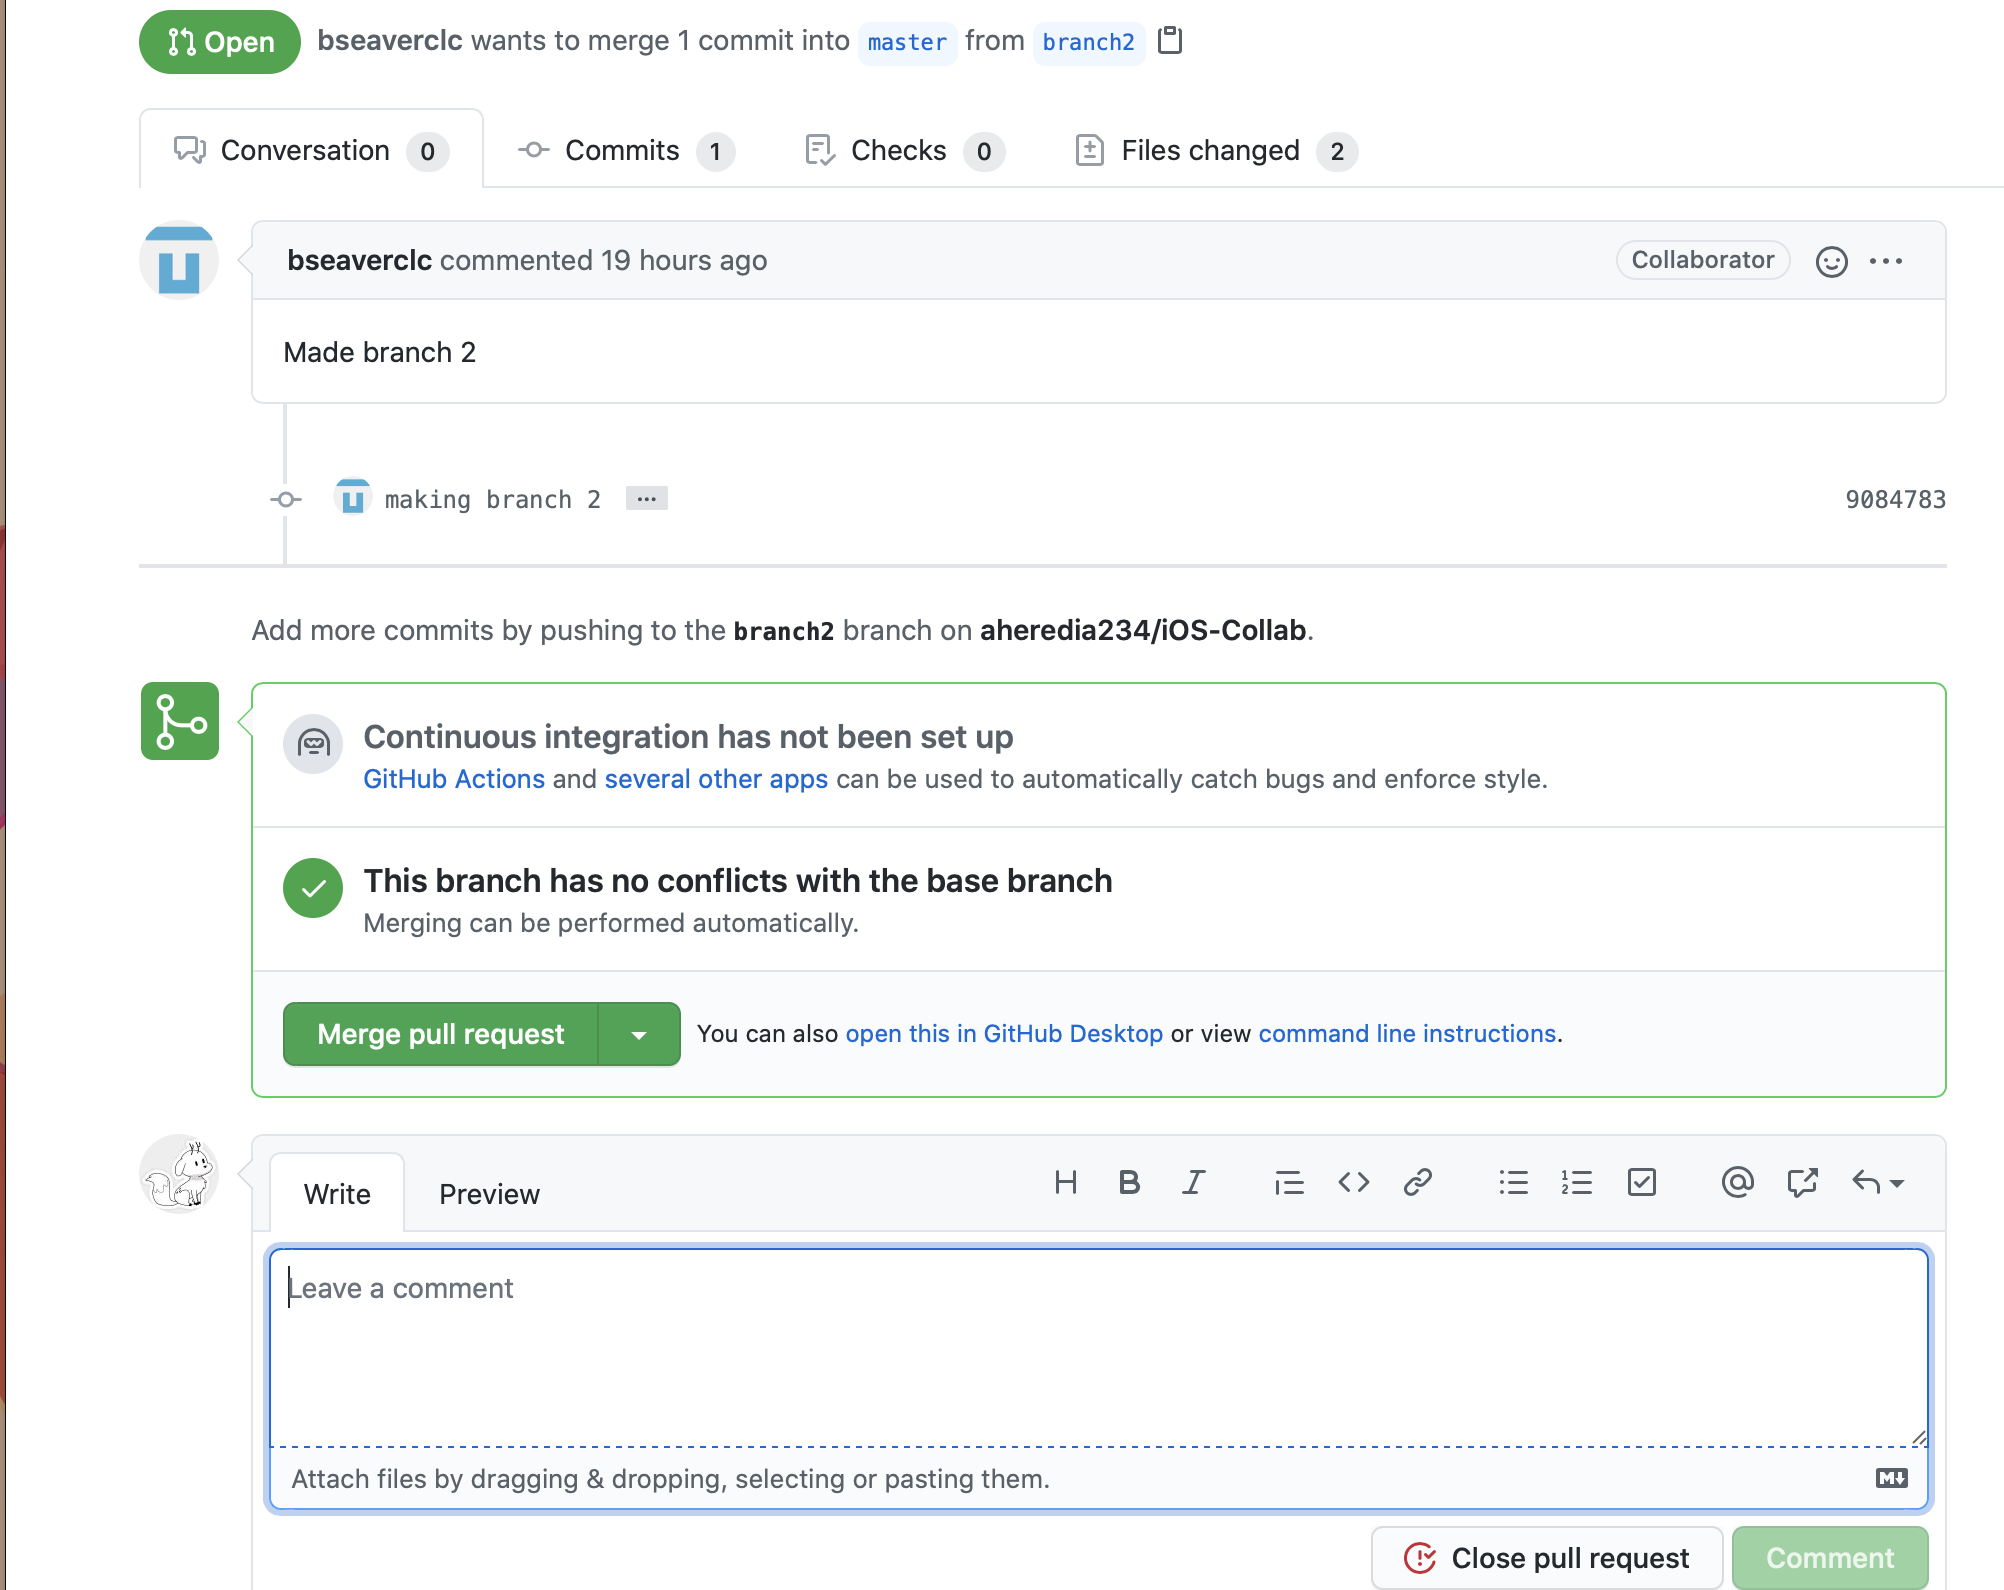 Open bseaverclc wants to merge 1 commit into master from branch2
Conversation 0 Commits 1 Checks 0 Files changed 2
bseaverclc commented 19 hours ago Collaborator
Made branch 2
making branch 2 ... 9084783
Add more commits by pushing to the branch2 branch on aheredia234/iOS-Collab.
Continuous integration has not been set up
GitHub Actions and several other apps can be used to automatically catch bugs and enforce style.
This branch has no conflicts with the base branch
Merging can be performed automatically.
Merge pull request You can also open this in GitHub Desktop or view command line instructions.
Write Preview
Leave a comment
Attach files by dragging & dropping, selecting or pasting them.
Close pull request Comment